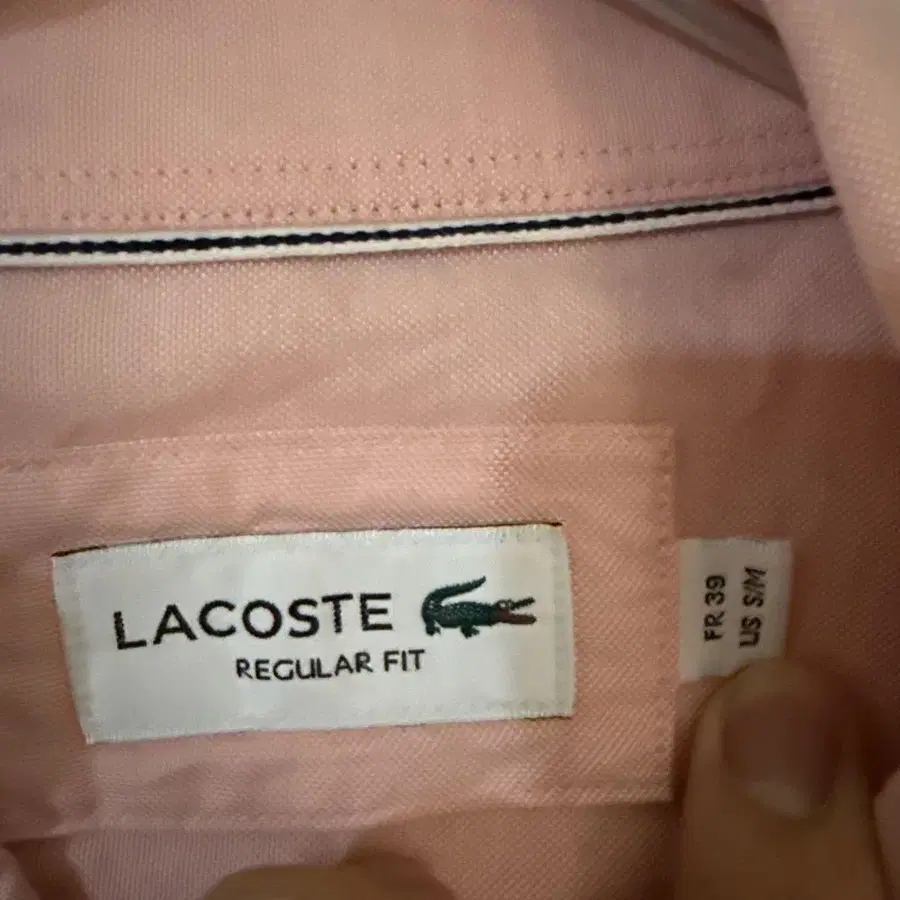 LACOSTE
REGULAR FIT
FR 39
US S/M